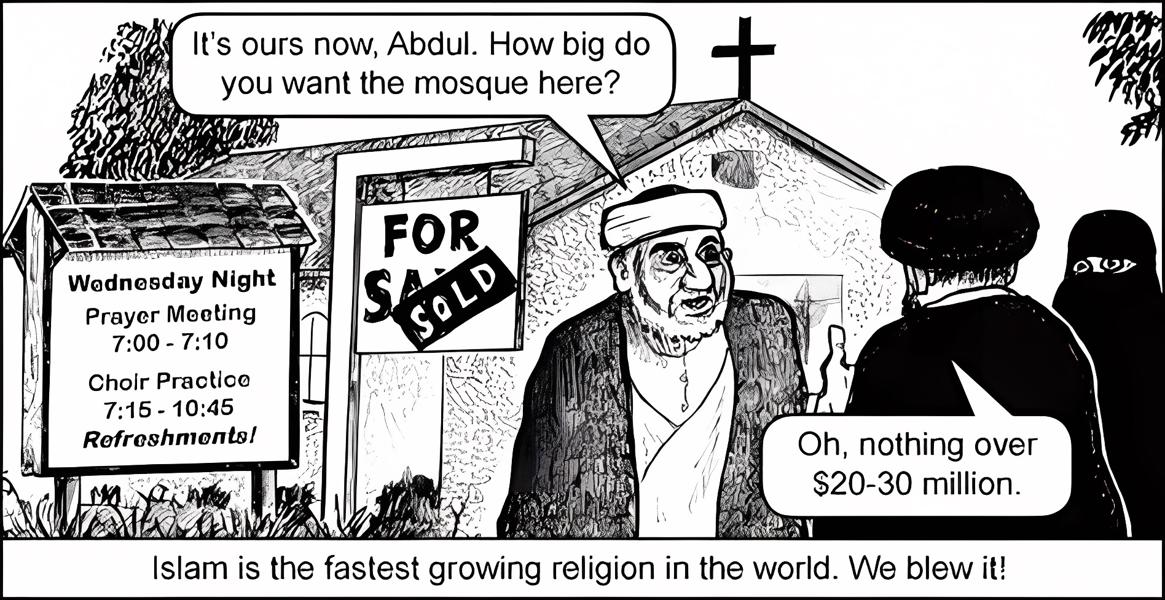 It's ours now, Abdul. How big do
you want the mosque here?
FOR
SA
SOLD
Wednesday Night
Prayer Meeting
7:00 - 7:10
Choir Practice
7:15 - 10:45
Refreshments!
Oh, nothing over
$20-30 million.
Islam is the fastest growing religion in the world. We blew it!